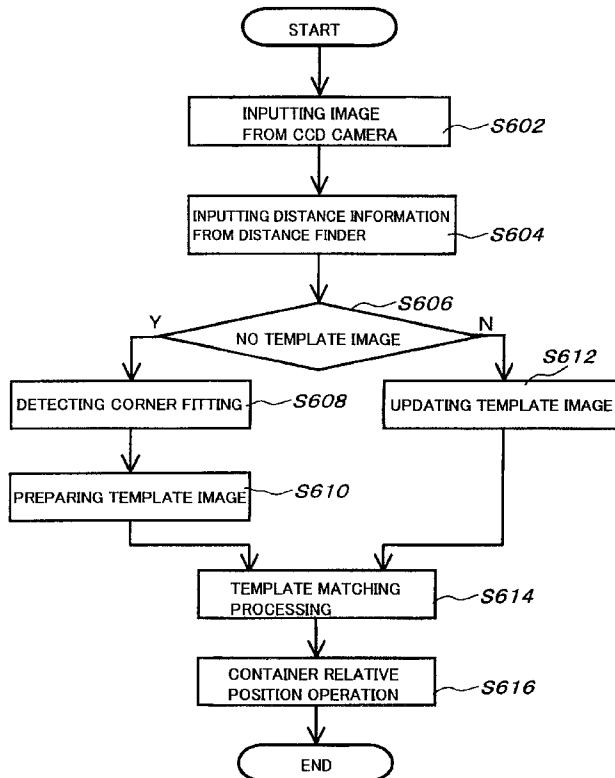 START
INPUTTING IMAGE
FROM CCD CAMERA
S602
INPUTTING DISTANCE INFORMATION
FROM DISTANCE FINDER
S604
S606
Y
NO TEMPLATE IMAGE
N
S612
DETECTING CORNER FITTING
S608
UPDATING TEMPLATE IMAGE
PREPARING TEMPLATE IMAGE
S610
TEMPLATE MATCHING
PROCESSING
S614
CONTAINER RELATIVE
POSITION OPERATION
S616
END